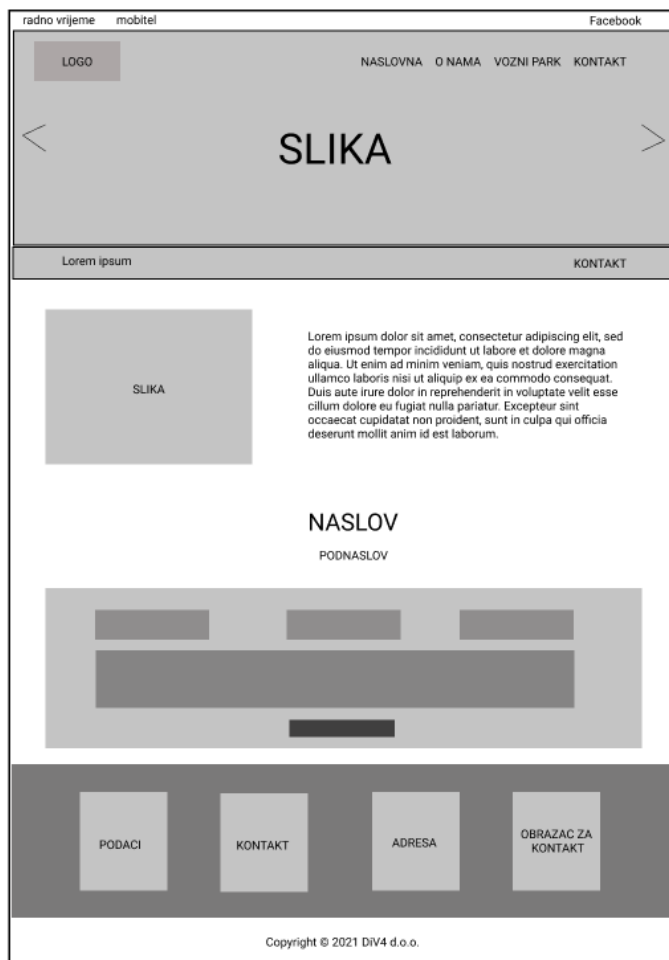 radno vrijeme mobitel Facebook
LOGO NASLOVNA O NAMA VOZNI PARK KONTAKT
SLIKA
Lorem ipsum KONTAKT
SLIKA
Lorem ipsum dolor sit amet, consectetur adipiscing elit, sed
do eiusmod tempor incididunt ut labore et dolore magna
aliqua. Ut enim ad minim veniam, quis nostrud exercitation
ullamco laboris nisi ut aliquip ex ea commodo consequat.
Duis aute irure dolor in reprehenderit in voluptate velit esse
cillum dolore eu fugiat nulla pariatur. Excepteur sint
occaecat cupidatat non proident, sunt in culpa qui officia
deserunt mollit anim id est laborum.
NASLOV
PODNASLOV
PODACI
KONTAKT
ADRESA
OBRAZAC ZA
KONTAKT
Copyright © 2021 DiV4 d.o.o.